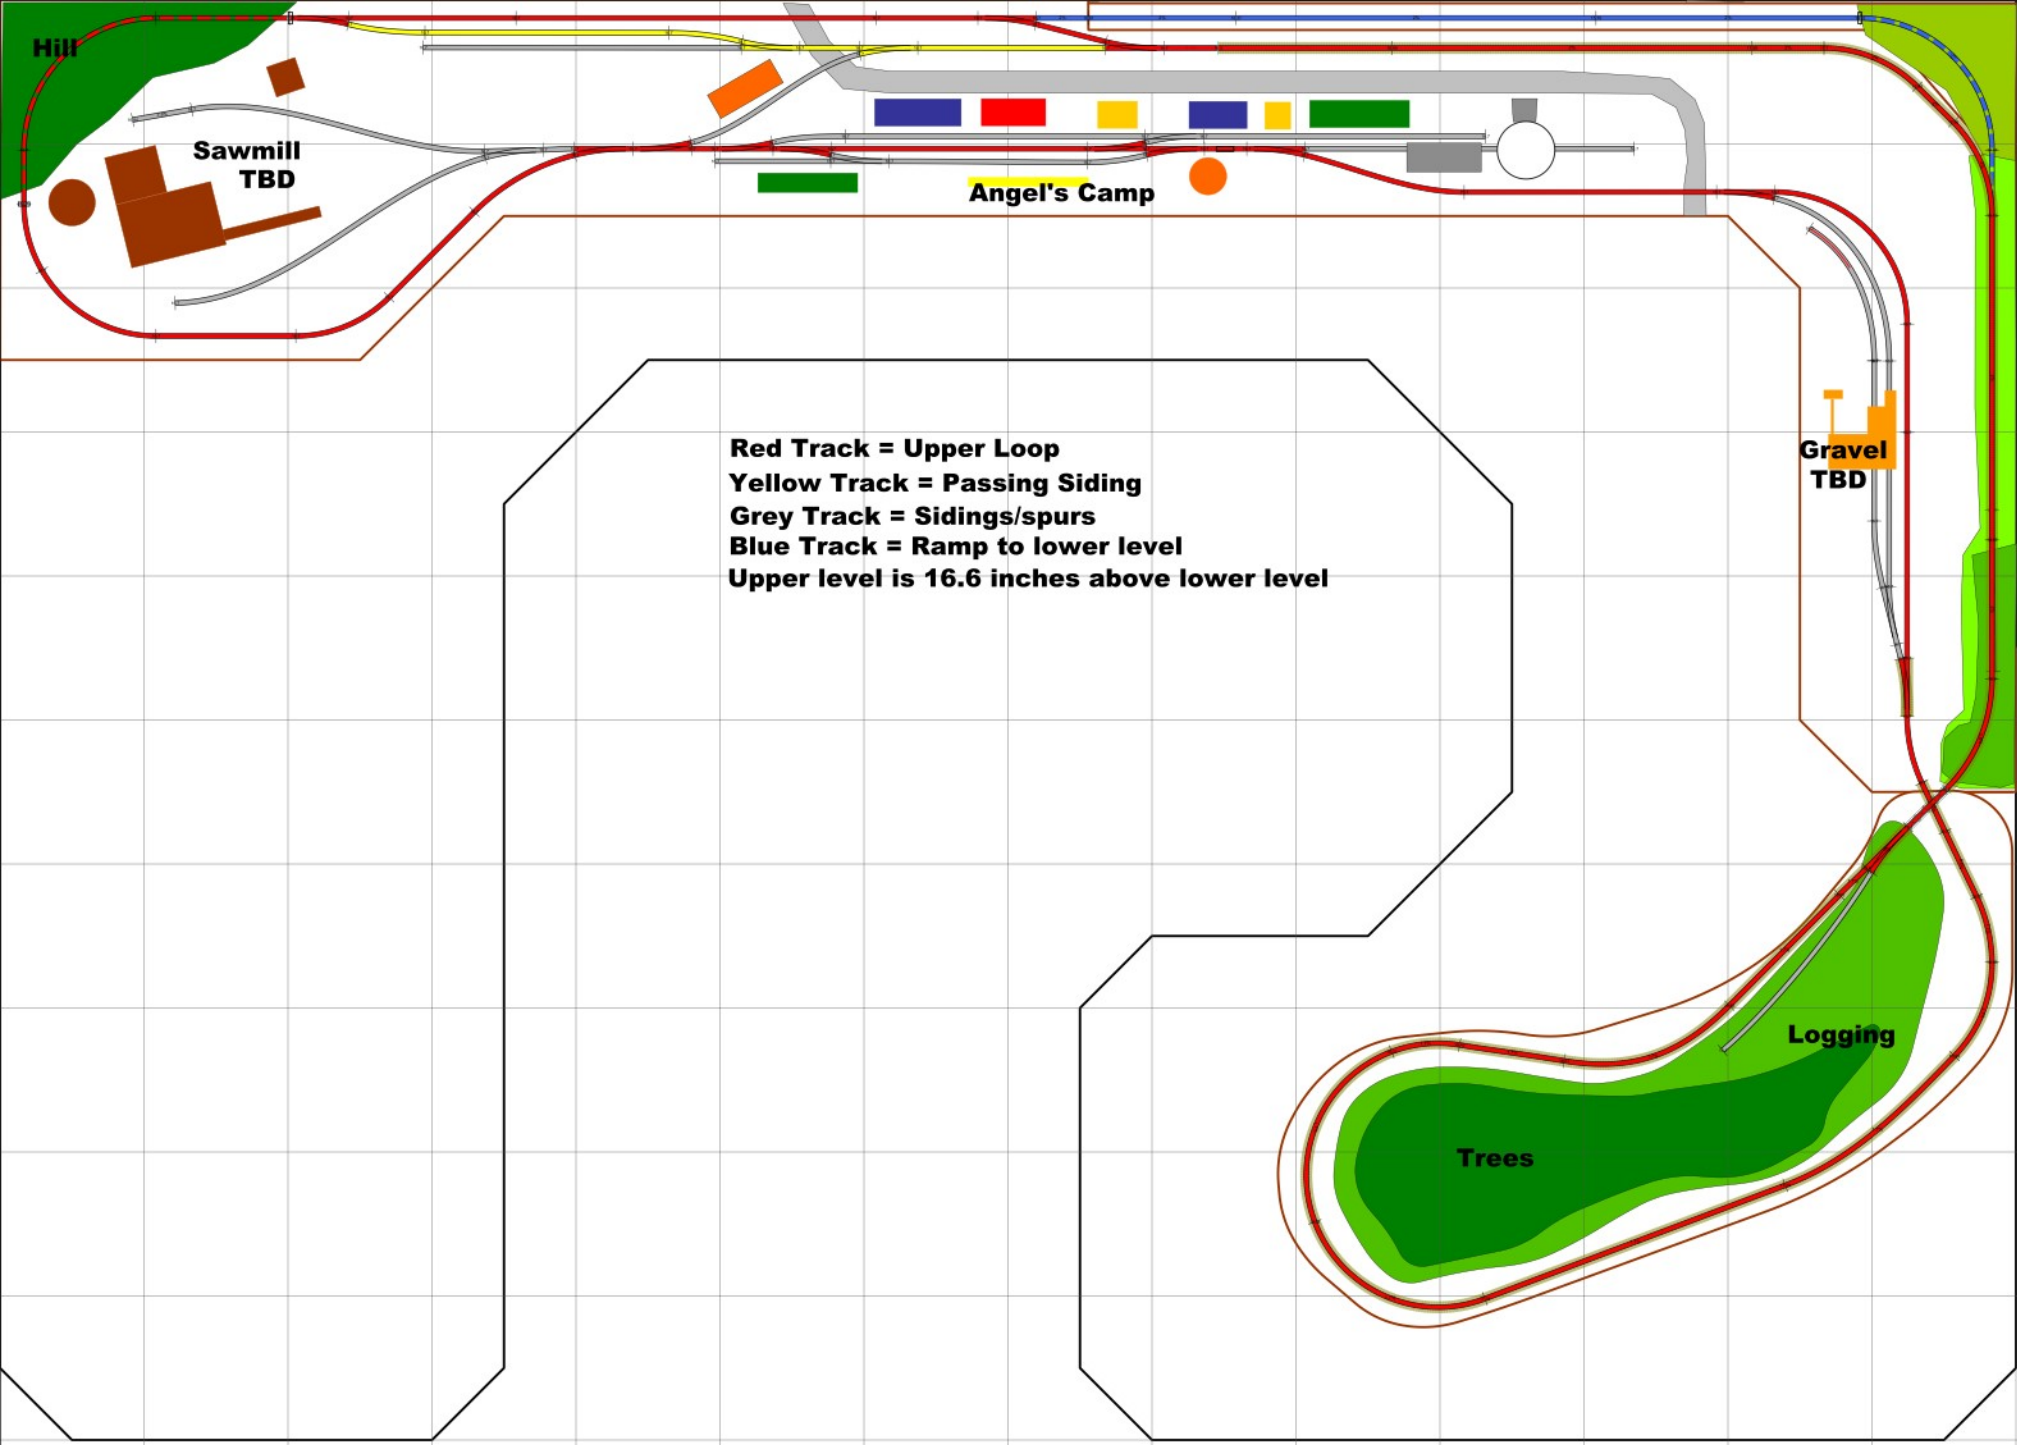 Hill
Sawmill
TBD
Angel's Camp
Red Track = Upper Loop
Yellow Track = Passing Siding
Grey Track = Sidings/spurs
Blue Track = Ramp to lower level
Upper level is 16.6 inches above lower level
Gravel
TBD
Logging
Trees